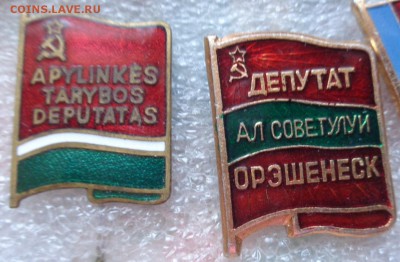 COINS.LAVE.RU
APYLINKĖS
TARYBOS
DEPUTATAS
ДЕПУТАТ
АЛ СОВЕТУЛУЙ
ОРЭШЕНЕСК